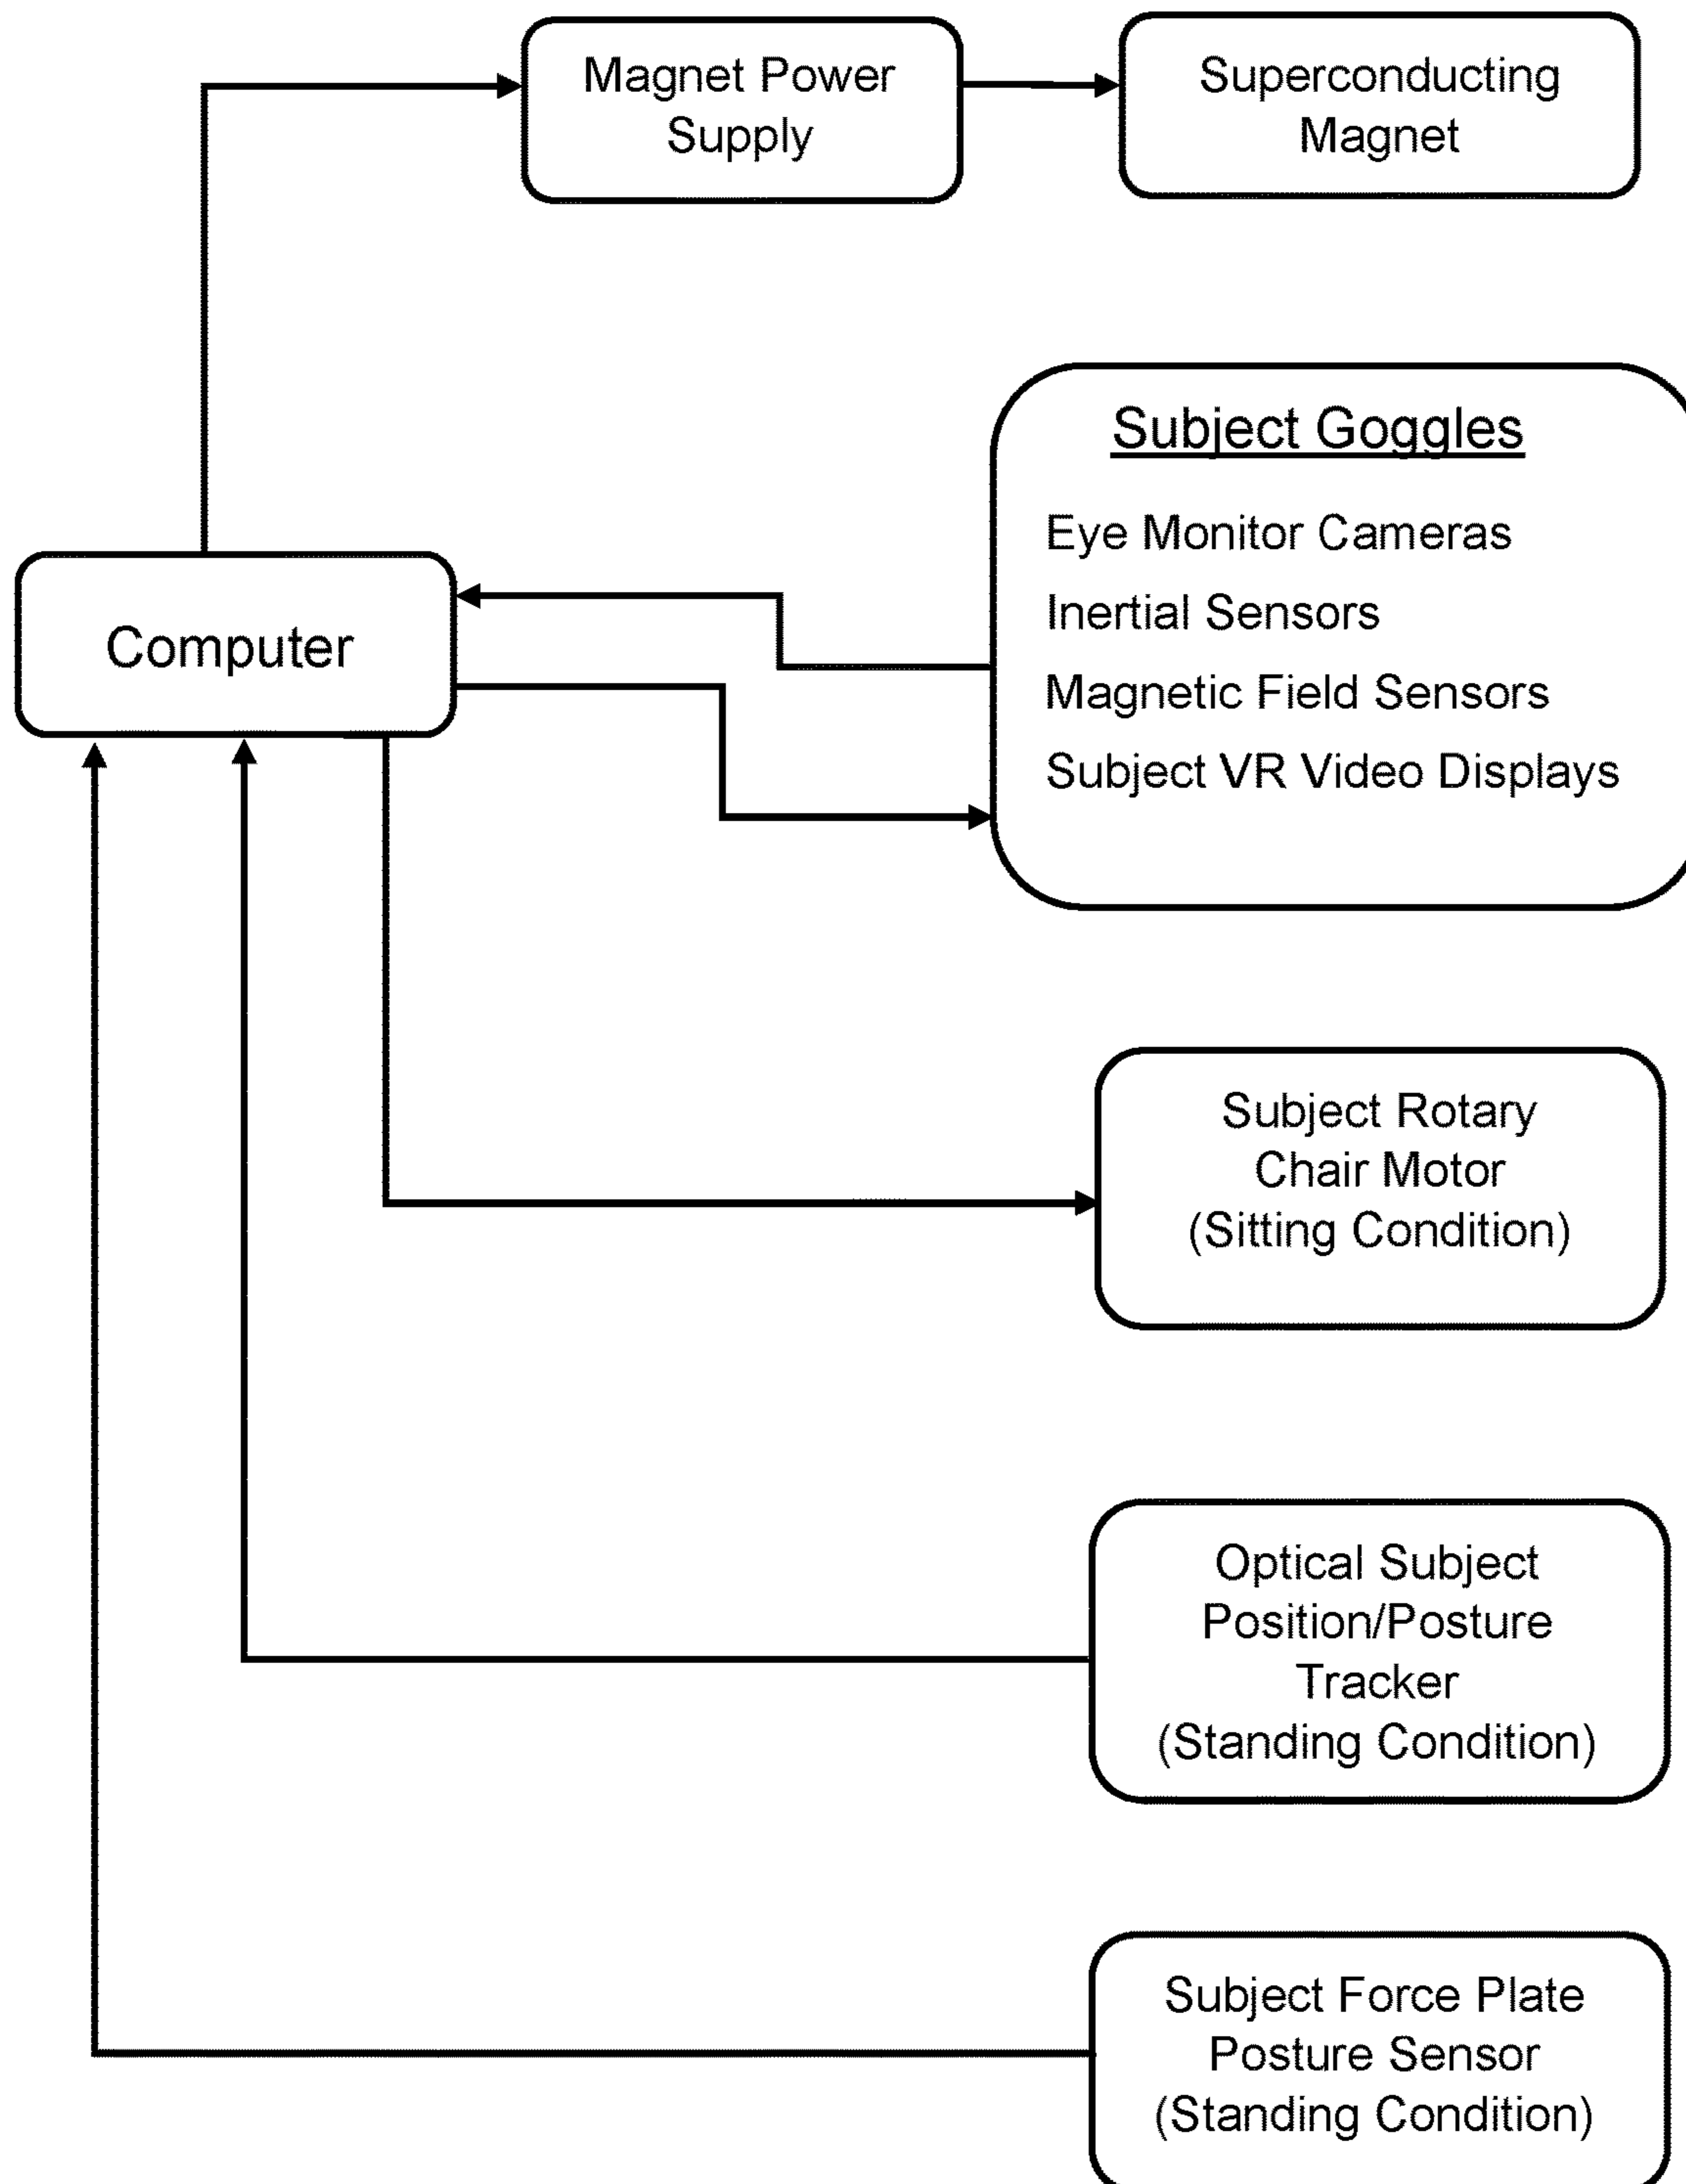 Magnet Power
Supply
Superconducting
Magnet
Subject Goggles
Eye Monitor Cameras
Inertial Sensors
Magnetic Field Sensors
Subject VR Video Displays
Computer
Subject Rotary
Chair Motor
(Sitting Condition)
Optical Subject
Position/Posture
Tracker
(Standing Condition)
Subject Force Plate
Posture Sensor
(Standing Condition)